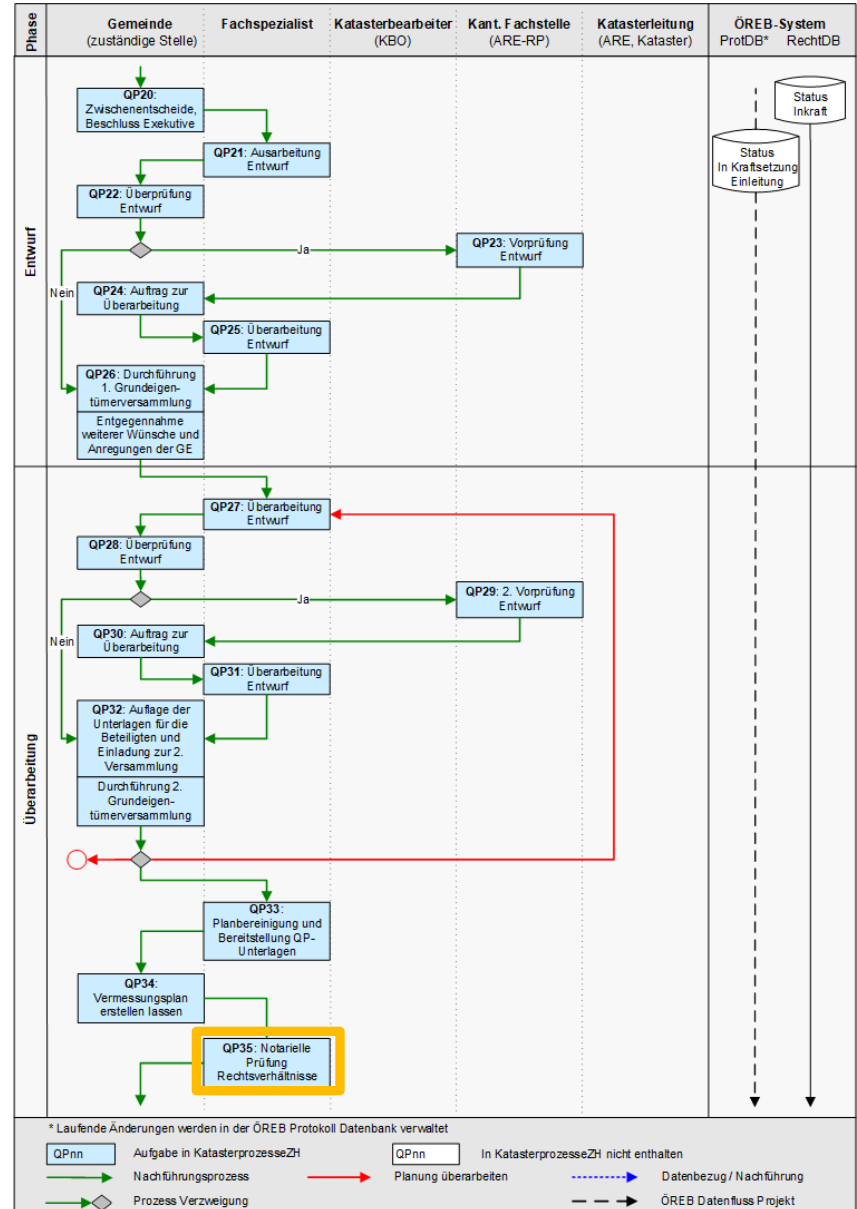 Phase
Gemeinde
(zuständige Stelle)
Fachspezialist
Katasterbearbeiter
(KBO)
Kant. Fachstelle
(ARE-RP)
Katasterleitung
(ARE, Kataster)
ÖREB-System
ProtDB* RechtDB
Entwurf
QP20:
Zwischenentscheide,
Beschluss Exekutive
Status
Inkraft
QP21: Ausarbeitung
Entwurf
Status
In Kraftsetzung
Einleitung
QP22: Überprüfung
Entwurf
Ja
QP23: Vorprüfung
Entwurf
Nein
QP24: Auftrag zur
Überarbeitung
QP25: Überarbeitung
Entwurf
QP26: Durchführung
1. Grundeigen-
tümerversammlung
Entgegennahme
weiterer Wünsche und
Anregungen der GE
Überarbeitung
QP27: Überarbeitung
Entwurf
QP28: Überprüfung
Entwurf
Ja
QP29: 2. Vorprüfung
Entwurf
Nein
QP30: Auftrag zur
Überarbeitung
QP31: Überarbeitung
Entwurf
QP32: Auflage der
Unterlagen für die
Beteiligten und
Einladung zur 2.
Versammlung
Durchführung 2.
Grundeigen-
tümerversammlung
QP33:
Planbereinigung und
Bereitstellung QP-
Unterlagen
QP34:
Vermessungsplan
erstellen lassen
QP35: Notarielle
Prüfung
Rechtsverhältnisse
* Laufende Änderungen werden in der ÖREB Protokoll Datenbank verwaltet
QPnn Aufgabe in KatasterprozesseZH
QPnn In KatasterprozesseZH nicht enthalten
Nachführungsprozess
Planung überarbeiten
Datenbezug / Nachführung
Prozess Verzweigung
ÖREB Datenfluss Projekt